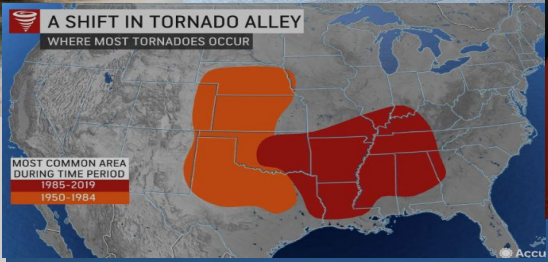 A SHIFT IN TORNADO ALLEY
WHERE MOST TORNADOES OCCUR
MOST COMMON AREA
DURING TIME PERIOD
1985-2019
1950-1984
Accu